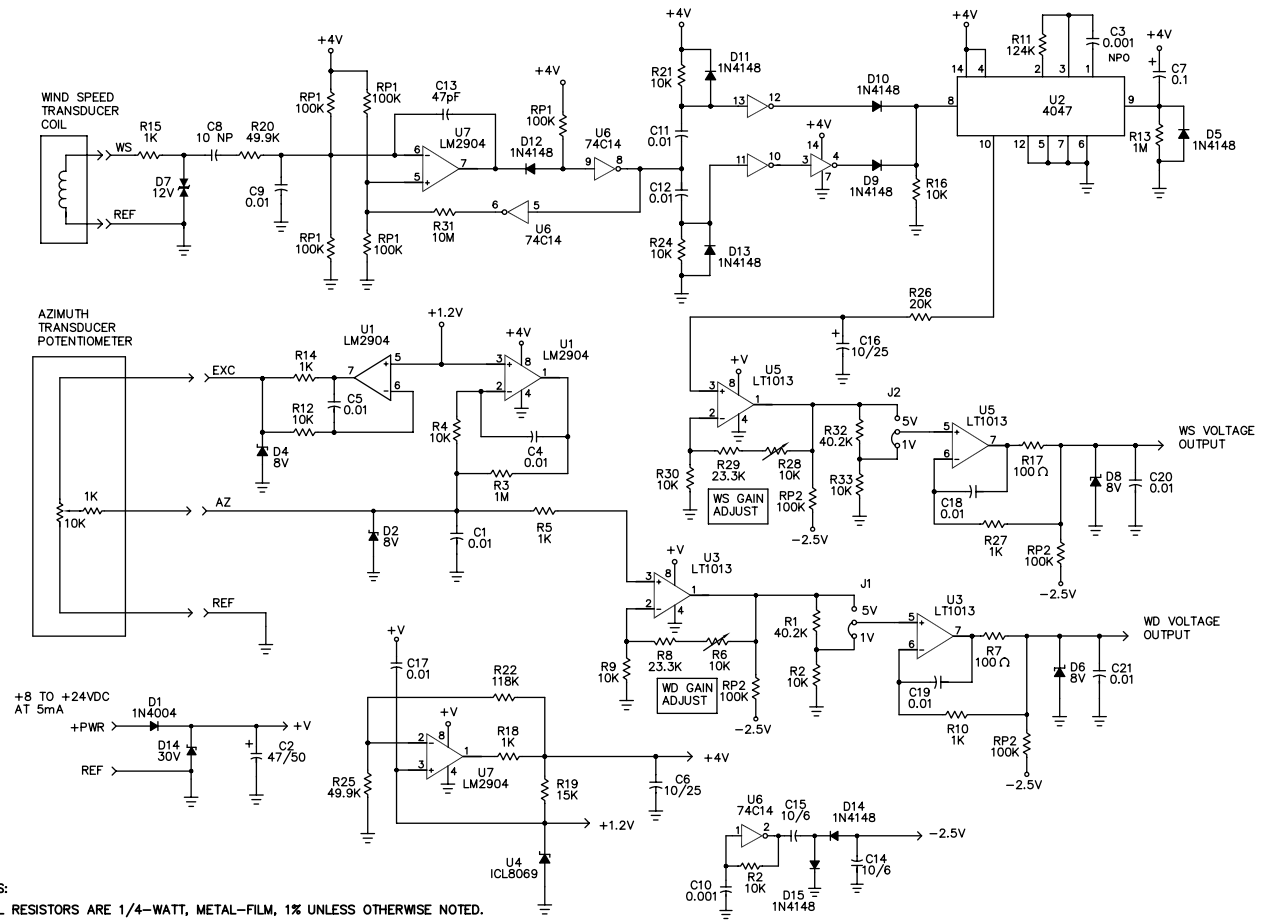 WIND SPEED
TRANSDUCER
COIL
WS
REF
R15
1K
D7
12V
C8
10 NP
R20
49.9K
C9
0.01
+4V
RP1
100K
RP1
100K
RP1
100K
RP1
100K
C13
47pF
U7
LM2904
6
5
7
D12
1N4148
+4V
RP1
100K
U6
74C14
9
8
R31
10M
6
5
U6
74C14
+4V
R21
10K
D11
1N4148
C11
0.01
C12
0.01
R24
10K
D13
1N4148
13
12
11
10
+4V
14
3
4
7
D10
1N4148
D9
1N4148
R16
10K
+4V
14
4
R11
124K
C3
0.001
NPO
2
3
1
8
U2
4047
9
10
12
5
7
6
+4V
C7
0.1
+
R13
1M
D5
1N4148
AZIMUTH
TRANSDUCER
POTENTIOMETER
EXC
AZ
REF
1K
10K
R14
1K
R12
10K
C5
0.01
D4
8V
U1
LM2904
7
5
6
+1.2V
+4V
U1
LM2904
3
2
8
4
1
R4
10K
C4
0.01
R3
1M
D2
8V
C1
0.01
R5
1K
R26
20K
+
C16
10/25
+V
U5
LT1013
3
2
8
4
1
R30
10K
R29
23.3K
R28
10K
WS GAIN
ADJUST
RP2
100K
-2.5V
R32
40.2K
R33
10K
J2
5V
1V
U5
LT1013
5
6
7
R17
100Ω
C18
0.01
R27
1K
RP2
100K
-2.5V
D8
8V
C20
0.01
WS VOLTAGE
OUTPUT
+V
U3
LT1013
3
2
8
4
1
R9
10K
R8
23.3K
R6
10K
WD GAIN
ADJUST
RP2
100K
-2.5V
R1
40.2K
R2
10K
J1
5V
1V
U3
LT1013
5
6
7
R7
100Ω
C19
0.01
R10
1K
RP2
100K
-2.5V
D6
8V
C21
0.01
WD VOLTAGE
OUTPUT
+8 TO +24VDC
AT 5mA
+PWR
REF
D1
1N4004
D14
30V
+
C2
47/50
+V
+V
C17
0.01
R22
118K
+V
2
3
8
4
1
U7
LM2904
R18
1K
R25
49.9K
R19
15K
C6
10/25
+4V
+1.2V
U4
ICL8069
U6
74C14
1
2
C15
10/6
D14
1N4148
-2.5V
R2
10K
C10
0.001
D15
1N4148
C14
10/6
S:
L RESISTORS ARE 1/4-WATT, METAL-FILM, 1% UNLESS OTHERWISE NOTED.